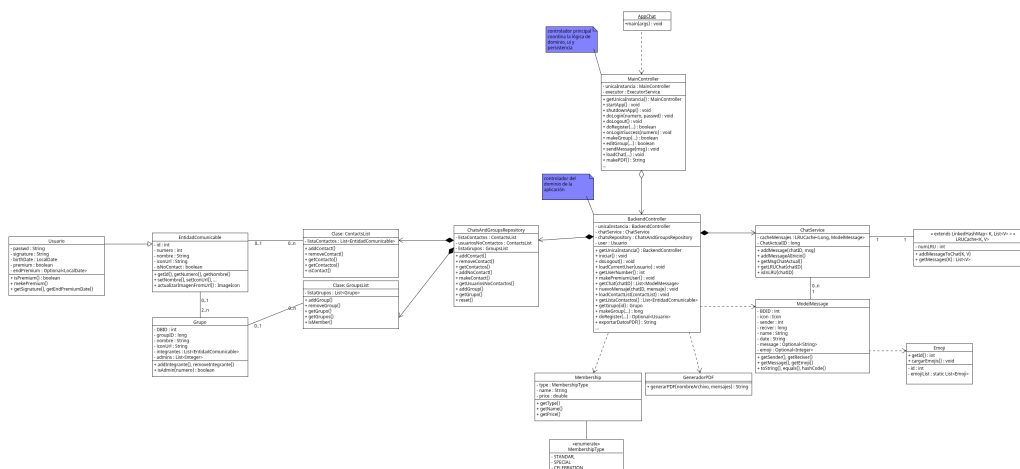 AppChat
+main(args) : void
controlador principal
coordina la lógica de
dominio, ui y
persistencia
MainController
- unicaInstancia : MainController
- executor : ExecutorService
+ getUnicaInstancia() : MainController
+ startApp() : void
+ shutdownApp() : void
+ doLogin(numero, passwd) : void
+ doLogout() : void
+ doRegister(...) : boolean
+ onLoginSuccess(numero) : void
+ makeGroup(...) : boolean
+ editGroup(...) : boolean
+ sendMessage(msg) : void
+ loadChat(...) : void
+ makePDF() : String
...
controlador del
dominio de la
aplicación
BackendController
- unicaInstancia : BackendController
- chatService : ChatService
- chatsRepository : ChatsAndGroupsRepository
- user : Usuario
+ getUnicaInstancia() : BackendController
+ iniciar() : void
+ doLogout() : void
+ loadCurrentUser(usuario) : void
+ getUserNumber() : int
+ makePremiumUser() : void
+ getChat(chatID) : List<ModelMessage>
+ nuevoMensaje(chatID, mensaje) : void
+ loadContactList(contactList) : void
+ getListaContactos() : List<EntidadComunicable>
+ getGrupo(id) : Grupo
+ makeGroup(...) : long
+ doRegister(...) : Optional<Usuario>
+ exportarDatosPDF() : String
...
Usuario
- passwd : String
- signature : String
- birthDate : LocalDate
- premium : boolean
- endPremium : Optional<LocalDate>
+ isPremium() : boolean
+ makePremium() : void
+ getSignature(), getEndPremiumDate()
EntidadComunicable
- id : int
- numero : int
- nombre : String
- iconUrl : String
- isNoContact : boolean
+ getId(), getNumero(), getNombre()
+ setNombre(), setIconUrl(), ...
+ actualizarImagenFromUrl() : ImageIcon
0..1
0..n
0..1
2..n
Grupo
- DBID : int
- groupID : long
- nombre : String
- iconUrl : String
- integrantes : List<EntidadComunicable>
- admins : List<Integer>
+ addIntegrante(), removeIntegrante()
+ isAdmin(numero) : boolean
0..1
0..n
Clase: ContactsList
- listaContactos : List<EntidadComunicable>
+ addContact()
+ removeContact()
+ getContacto()
+ getContactos()
+ isContact()
Clase: GroupsList
- listaGrupos : List<Grupo>
+ addGroup()
+ removeGroup()
+ getGrupo()
+ getGrupos()
+ isMember()
ChatsAndGroupsRepository
- listaContactos : ContactsList
- usuariosNoContactos : ContactsList
- listaGrupos : GroupsList
+ addContact()
+ removeContact()
+ getContactos()
+ addNoContact()
+ makeContact()
+ getUsuariosNoContactos()
+ addGroup()
+ getGrupo()
+ reset()
ChatService
- cacheMensajes : LRUCache<Long, ModelMessage>
- ChatActualID : long
+ addMessage(chatID, msg)
+ getMsgChatActual()
+ getLRUChat(chatID)
+ isInLRU(chatID)
1
1
« extends LinkedHashMap< K, List<V> > »
LRUCache<K, V>
- numLRU : int
+ addMessageToChat(K, V)
+ getMessage(K) : List<V>
0..n
1
ModelMessage
- BDID : int
- icon : Icon
- sender : int
- reciver : long
- name : String
- date : String
- message : Optional<String>
- emoji : Optional<Integer>
+ getSender(), getReciver()
+ getMessage(), getEmoji()
+ toString(), equals(), hashCode()
Emoji
+ getId() : int
+ cargarEmojis() : void
- id : int
- emojiList : static List<Emoji>
Membership
- type : MembershipType
- name : String
- price : double
+ getType()
+ getName()
+ getPrice()
GeneradorPDF
+ generarPDF(nombreArchivo, mensajes) : String
«enumerate»
MembershipType
- STANDAR,
- SPECIAL
- CELEBRATION